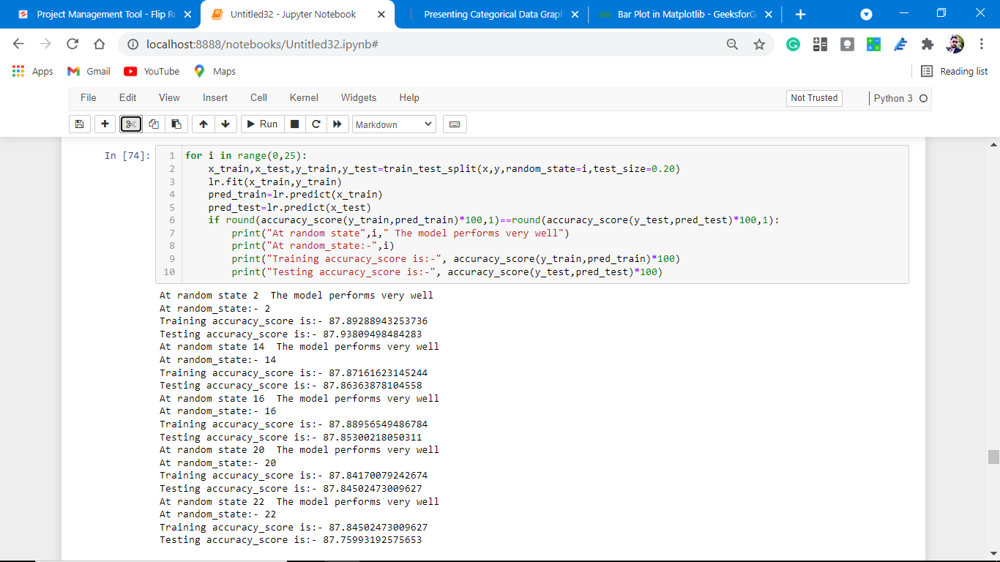 Project Management Tool - Flip Ro
Untitled32 - Jupyter Notebook
Presenting Categorical Data Graph
Bar Plot in Matplotlib - GeeksforG
localhost:8888/notebooks/Untitled32.ipynb#
Apps
Gmail
YouTube
Maps
Reading list
File
Edit
View
Insert
Cell
Kernel
Widgets
Help
Not Trusted
Python 3
Run
Markdown
In [74]:
1 for i in range(0,25):
2     x_train,x_test,y_train,y_test=train_test_split(x,y,random_state=i,test_size=0.20)
3     lr.fit(x_train,y_train)
4     pred_train=lr.predict(x_train)
5     pred_test=lr.predict(x_test)
6     if round(accuracy_score(y_train,pred_train)*100,1)==round(accuracy_score(y_test,pred_test)*100,1):
7         print("At random state",i," The model performs very well")
8         print("At random_state:-",i)
9         print("Training accuracy_score is:-", accuracy_score(y_train,pred_train)*100)
10         print("Testing accuracy_score is:-", accuracy_score(y_test,pred_test)*100)
At random state 2  The model performs very well
At random_state:- 2
Training accuracy_score is:- 87.89288943253736
Testing accuracy_score is:- 87.93809498484283
At random state 14  The model performs very well
At random_state:- 14
Training accuracy_score is:- 87.87161623145244
Testing accuracy_score is:- 87.86363878104558
At random state 16  The model performs very well
At random_state:- 16
Training accuracy_score is:- 87.88956549486784
Testing accuracy_score is:- 87.85300218050311
At random state 20  The model performs very well
At random_state:- 20
Training accuracy_score is:- 87.84170079242674
Testing accuracy_score is:- 87.84502473009627
At random state 22  The model performs very well
At random_state:- 22
Training accuracy_score is:- 87.84502473009627
Testing accuracy_score is:- 87.75993192575653